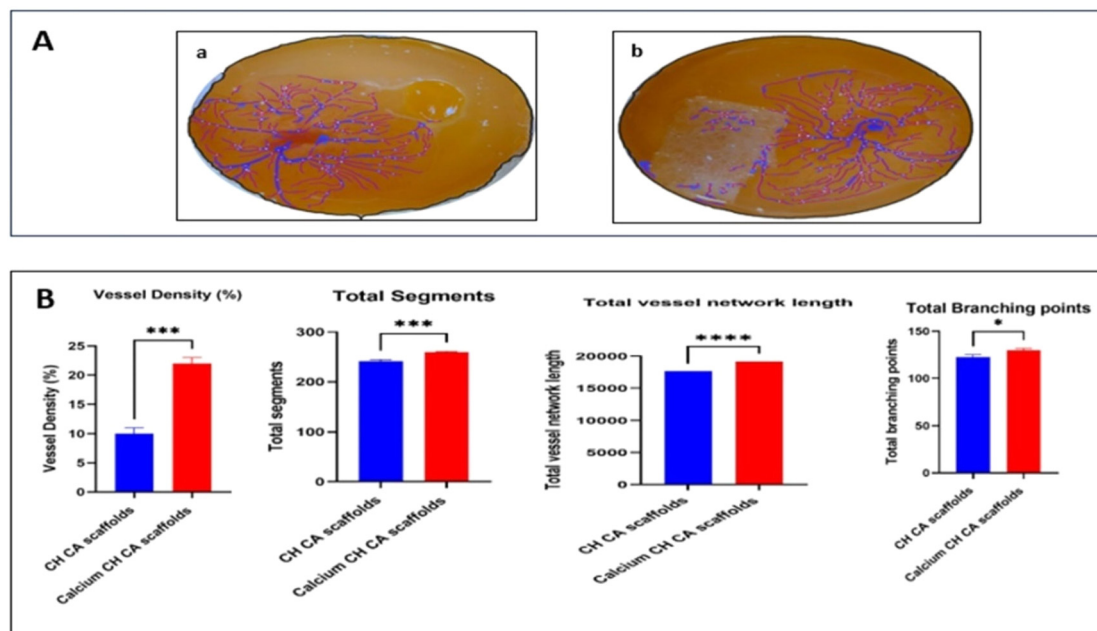 A
a
b
B
Vessel Density (%)
***
Vessel Density (%)
25
20
15
10
5
0
CH CA scaffolds
Calcium CH CA scaffolds
Total Segments
***
Total segments
300
200
100
0
CH CA scaffolds
Calcium CH CA scaffolds
Total vessel network length
****
Total vessel network length
20000
15000
10000
5000
0
CH CA scaffolds
Calcium CH CA scaffolds
Total Branching points
*
Total branching points
150
100
50
0
CH CA scaffolds
Calcium CH CA scaffolds